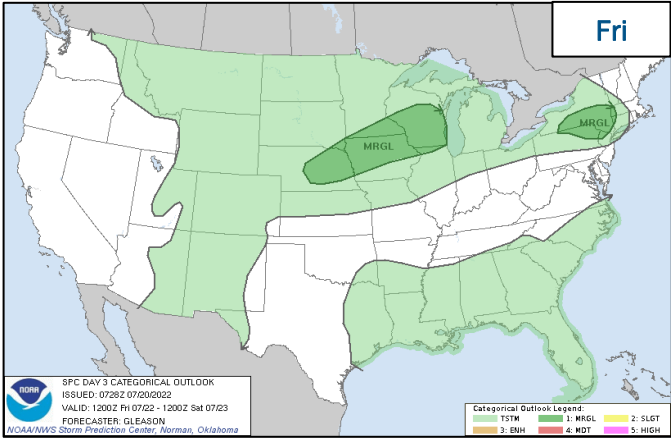 Fri
MRGL
MRGL
NOAA
SPC DAY 3 CATEGORICAL OUTLOOK
ISSUED: 0728Z 07/20/2022
VALID: 1200Z Fri 07/22 - 1200Z Sat 07/23
FORECASTER: GLEASON
NOAA/NWS Storm Prediction Center, Norman, Oklahoma
Categorical Outlook Legend:
TSTM 1: MRGL 2: SLGT
3: ENH 4: MDT 5: HIGH